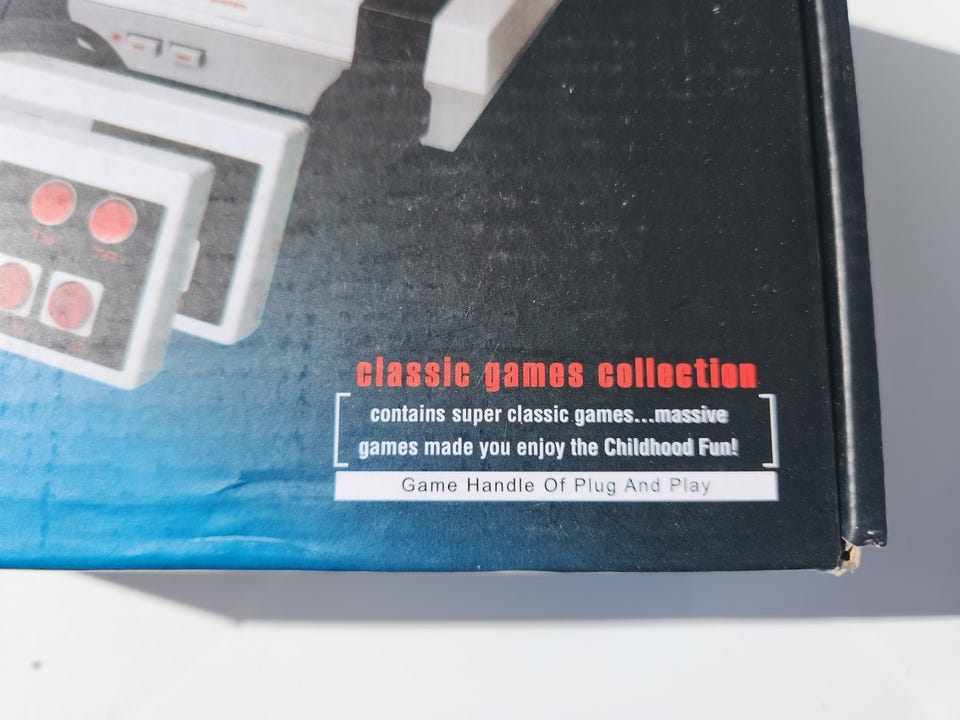 classic games collection
contains super classic games...massive
games made you enjoy the Childhood Fun!
Game Handle Of Plug And Play